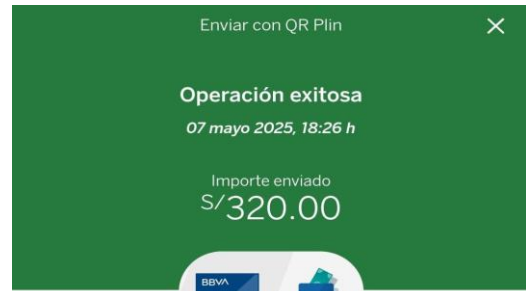 Enviar con QR Plin
Operación exitosa
07 mayo 2025, 18:26 h
Importe enviado
S/320.00
BBVA